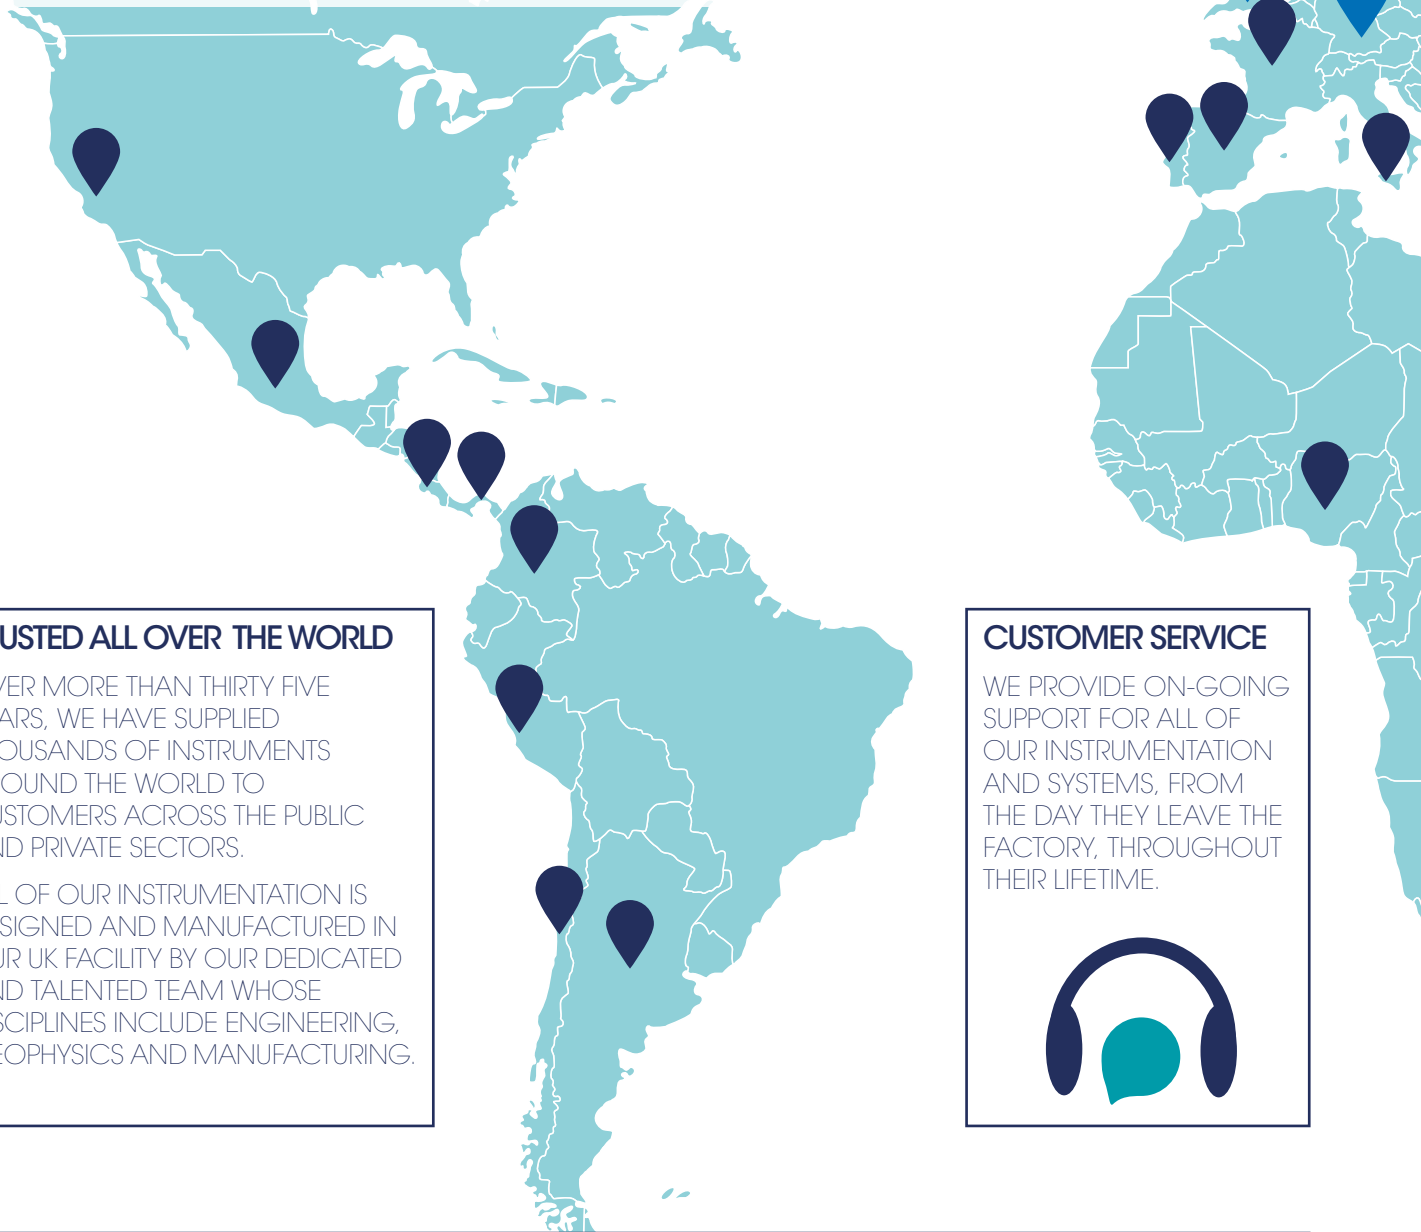 USTED ALL OVER THE WORLD
VER MORE THAN THIRTY FIVE
ARS, WE HAVE SUPPLIED
OUSANDS OF INSTRUMENTS
OUND THE WORLD TO
USTOMERS ACROSS THE PUBLIC
ND PRIVATE SECTORS.
L OF OUR INSTRUMENTATION IS
SIGNED AND MANUFACTURED IN
UR UK FACILITY BY OUR DEDICATED
ND TALENTED TEAM WHOSE
SCIPLINES INCLUDE ENGINEERING,
EOPHYSICS AND MANUFACTURING.
CUSTOMER SERVICE
WE PROVIDE ON-GOING
SUPPORT FOR ALL OF
OUR INSTRUMENTATION
AND SYSTEMS, FROM
THE DAY THEY LEAVE THE
FACTORY, THROUGHOUT
THEIR LIFETIME.